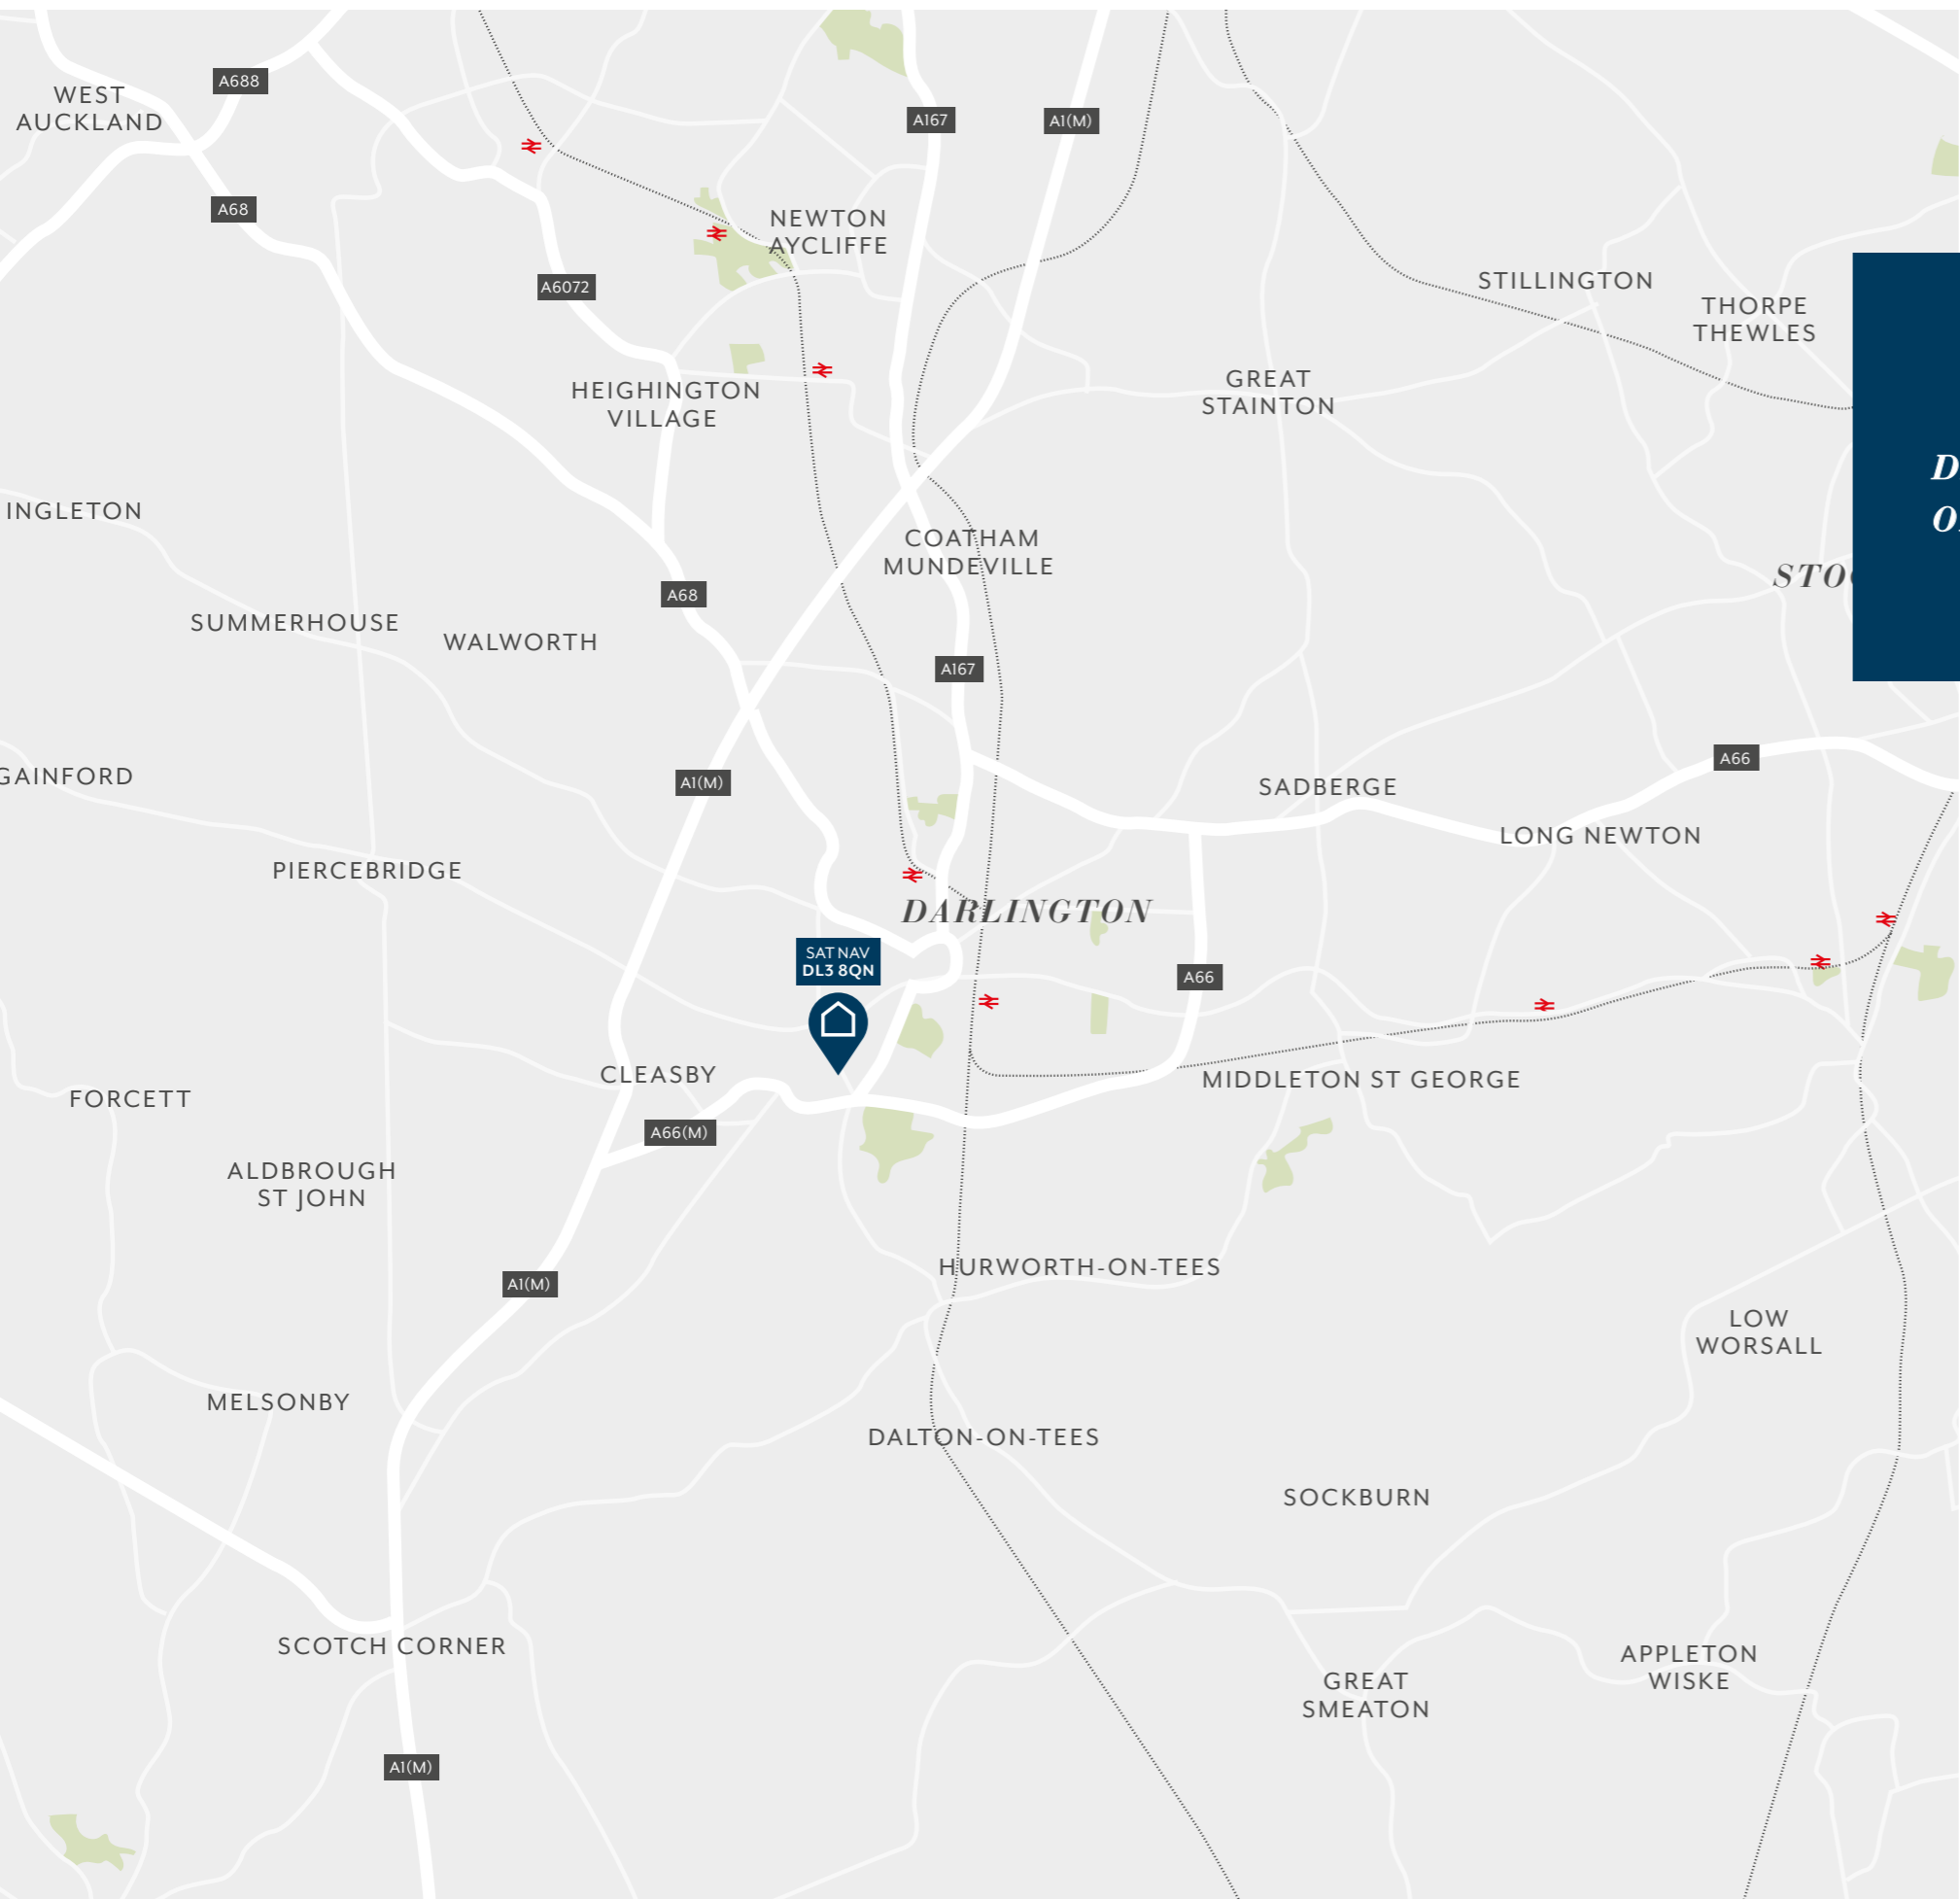 A688
WEST
AUCKLAND
A167
A1(M)
A68
NEWTON
AYCLIFFE
A6072
STILLINGTON
THORPE
THEWLES
HEIGHINGTON
VILLAGE
GREAT
STAINTON
D
INGLETON
O
COATHAM
MUNDEVILLE
STO
A68
SUMMERHOUSE
WALWORTH
A167
A66
GAINFORD
A1(M)
SADBERGE
LONG NEWTON
PIERCEBRIDGE
DARLINGTON
SAT NAV
DL3 8QN
A66
CLEASBY
MIDDLETON ST GEORGE
FORCETT
A66(M)
ALDBROUGH
ST JOHN
HURWORTH-ON-TEES
A1(M)
LOW
WORSALL
MELSONBY
DALTON-ON-TEES
SOCKBURN
SCOTCH CORNER
APPLETON
WISKE
GREAT
SMEATON
A1(M)